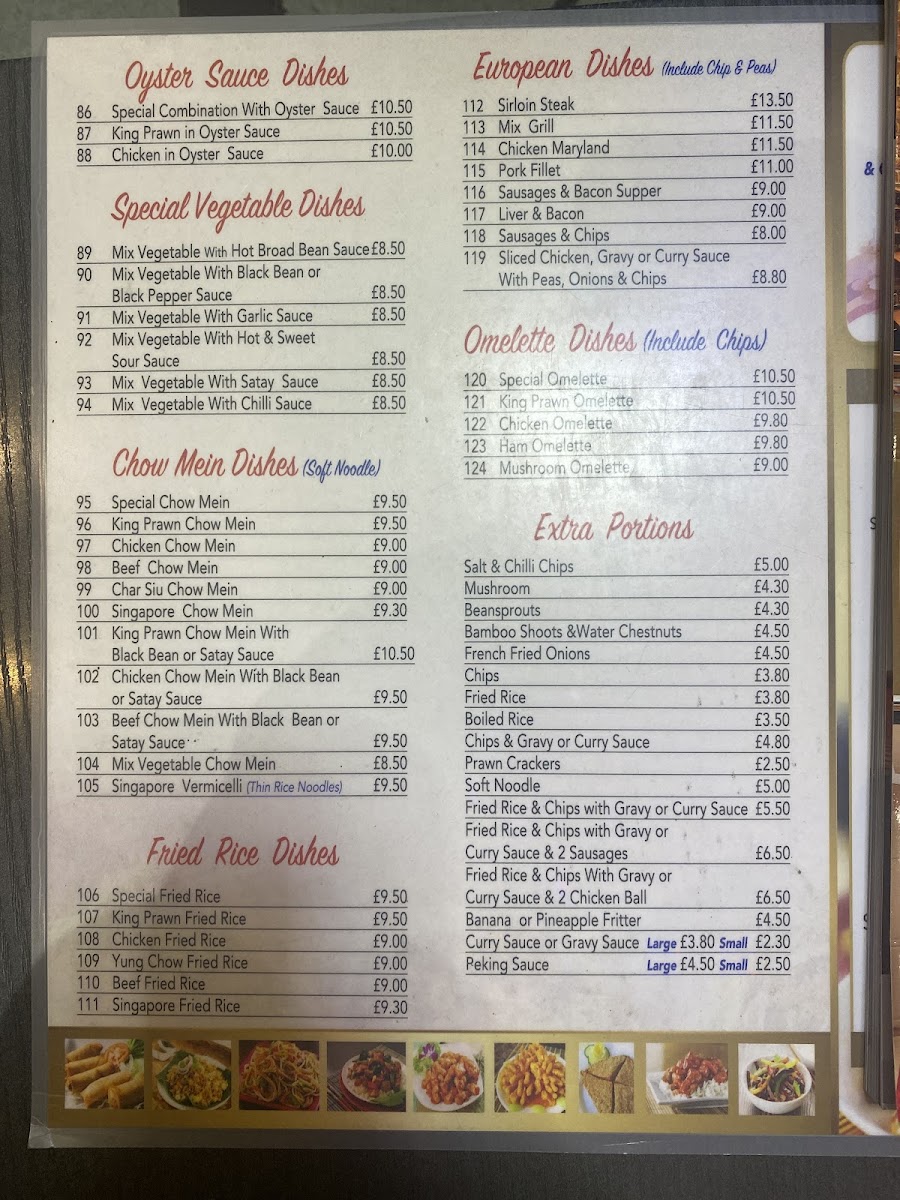 Oyster Sauce Dishes
86 Special Combination With Oyster Sauce £10.50
87 King Prawn in Oyster Sauce £10.50
88 Chicken in Oyster Sauce £10.00
Special Vegetable Dishes
89 Mix Vegetable With Hot Broad Bean Sauce £8.50
90 Mix Vegetable With Black Bean or
Black Pepper Sauce £8.50
91 Mix Vegetable With Garlic Sauce £8.50
92 Mix Vegetable With Hot & Sweet
Sour Sauce £8.50
93 Mix Vegetable With Satay Sauce £8.50
94 Mix Vegetable With Chilli Sauce £8.50
Chow Mein Dishes (Soft Noodle)
95 Special Chow Mein £9.50
96 King Prawn Chow Mein £9.50
97 Chicken Chow Mein £9.00
98 Beef Chow Mein £9.00
99 Char Siu Chow Mein £9.00
100 Singapore Chow Mein £9.30
101 King Prawn Chow Mein With
Black Bean or Satay Sauce £10.50
102 Chicken Chow Mein With Black Bean
or Satay Sauce £9.50
103 Beef Chow Mein With Black Bean or
Satay Sauce £9.50
104 Mix Vegetable Chow Mein £8.50
105 Singapore Vermicelli (Thin Rice Noodles) £9.50
Fried Rice Dishes
106 Special Fried Rice £9.50
107 King Prawn Fried Rice £9.50
108 Chicken Fried Rice £9.00
109 Yung Chow Fried Rice £9.00
110 Beef Fried Rice £9.00
111 Singapore Fried Rice £9.30
European Dishes (Include Chip & Peas)
112 Sirloin Steak £13.50
113 Mix Grill £11.50
114 Chicken Maryland £11.50
115 Pork Fillet £11.00
116 Sausages & Bacon Supper £9.00
117 Liver & Bacon £9.00
118 Sausages & Chips £8.00
119 Sliced Chicken, Gravy or Curry Sauce
With Peas, Onions & Chips £8.80
Omelette Dishes (Include Chips)
120 Special Omelette £10.50
121 King Prawn Omelette £10.50
122 Chicken Omelette £9.80
123 Ham Omelette £9.80
124 Mushroom Omelette £9.00
Extra Portions
Salt & Chilli Chips £5.00
Mushroom £4.30
Beansprouts £4.30
Bamboo Shoots &Water Chestnuts £4.50
French Fried Onions £4.50
Chips £3.80
Fried Rice £3.80
Boiled Rice £3.50
Chips & Gravy or Curry Sauce £4.80
Prawn Crackers £2.50
Soft Noodle £5.00
Fried Rice & Chips with Gravy or Curry Sauce £5.50
Fried Rice & Chips with Gravy or
Curry Sauce & 2 Sausages £6.50
Fried Rice & Chips With Gravy or
Curry Sauce & 2 Chicken Ball £6.50
Banana or Pineapple Fritter £4.50
Curry Sauce or Gravy Sauce Large £3.80 Small £2.30
Peking Sauce Large £4.50 Small £2.50